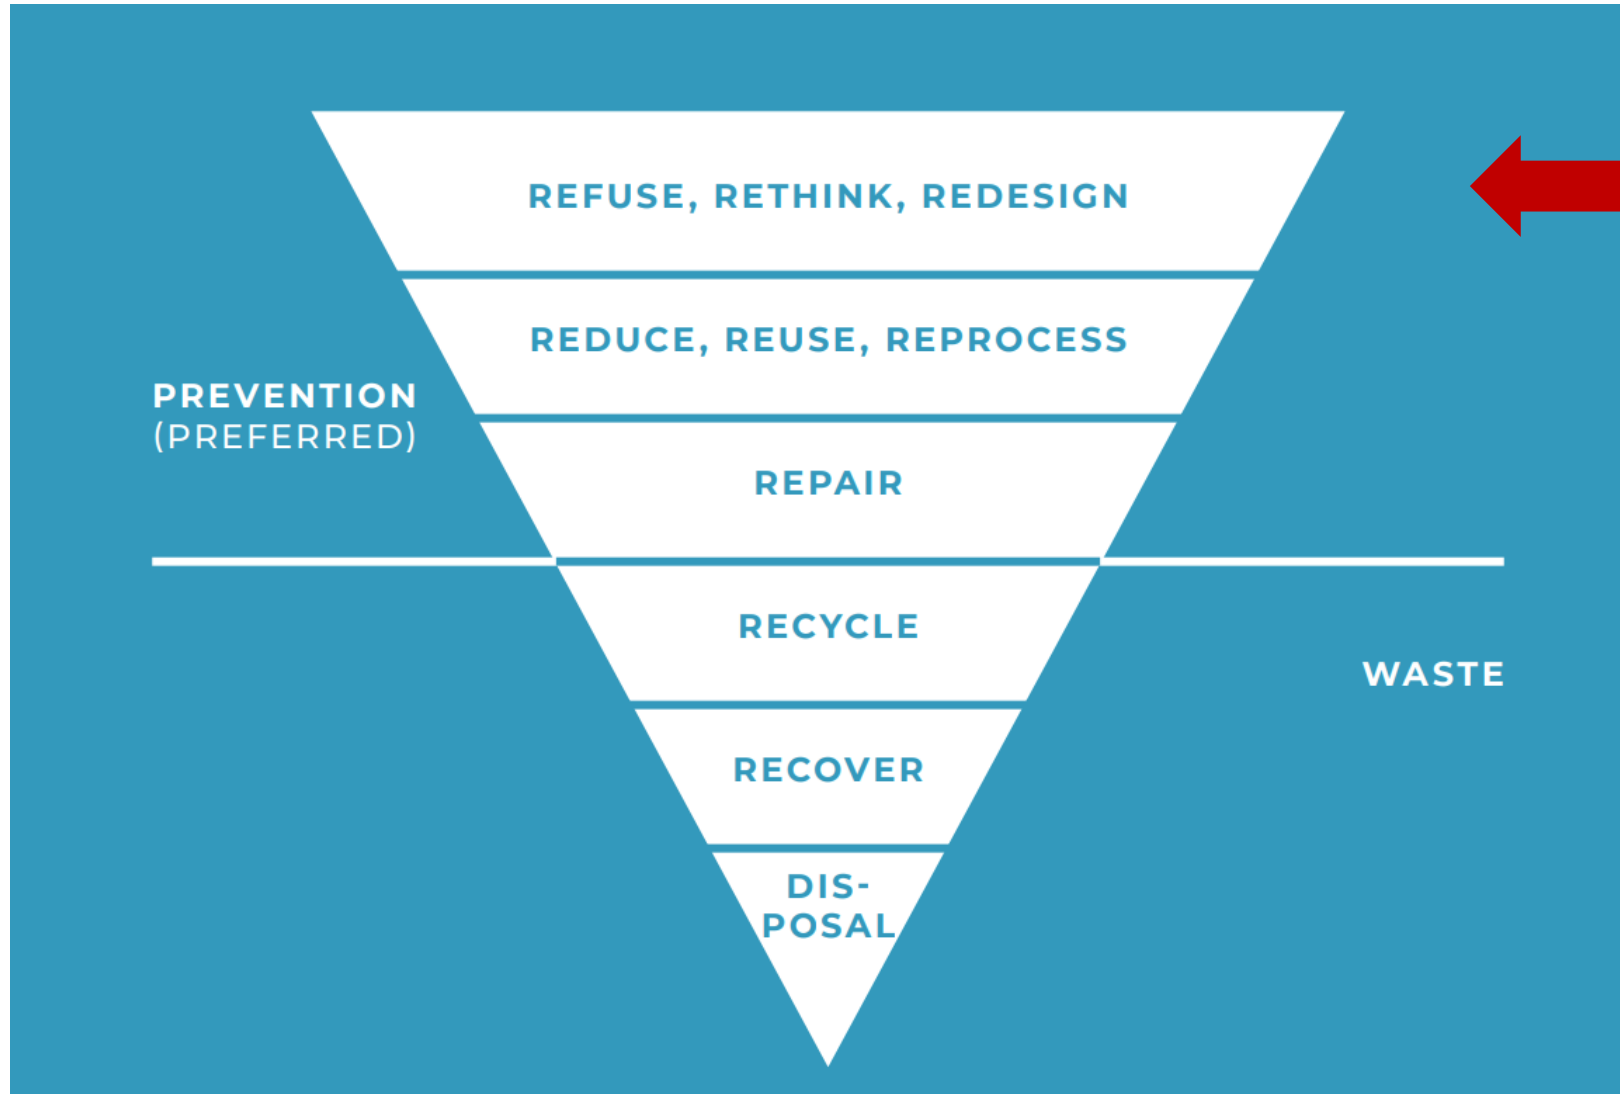 REFUSE, RETHINK, REDESIGN
REDUCE, REUSE, REPROCESS
PREVENTION
(PREFERRED)
REPAIR
RECYCLE
WASTE
RECOVER
DIS-
POSAL